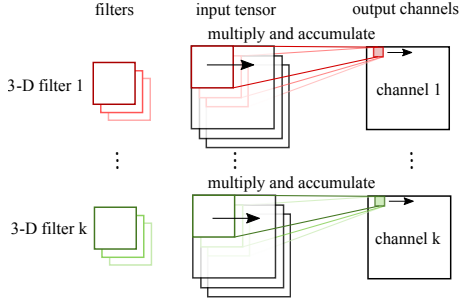 filters input tensor output channels
multiply and accumulate
3-D filter 1
channel 1
multiply and accumulate
3-D filter k
channel k